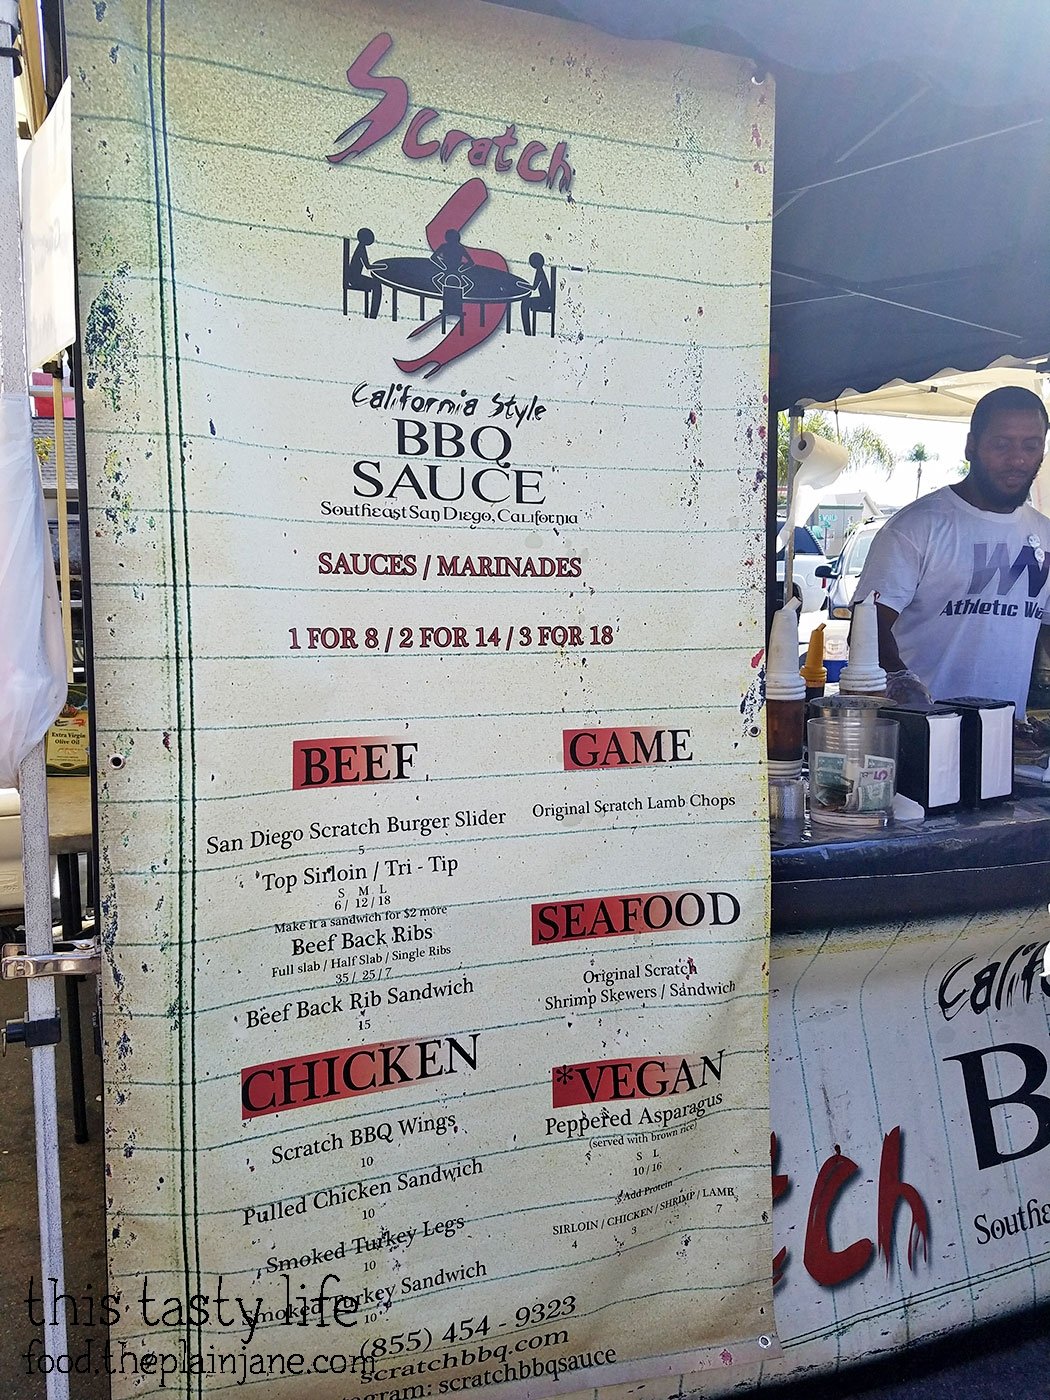 Scratch
California Style
BBQ
SAUCE
Southeast San Diego, California
SAUCES / MARINADES
1 FOR 8 / 2 FOR 14 / 3 FOR 18
BEEF
San Diego Scratch Burger Slider
5
Top Sirloin / Tri - Tip
S M L
6 / 12 / 18
Make it a sandwich for $2 more
Beef Back Ribs
Full slab / Half Slab / Single Ribs
35 / 25 / 7
Beef Back Rib Sandwich
15
CHICKEN
Scratch BBQ Wings
10
Pulled Chicken Sandwich
10
Smoked Turkey Legs
10
Smoked Turkey Sandwich
10
GAME
Original Scratch Lamb Chops
7
SEAFOOD
Original Scratch
Shrimp Skewers / Sandwich
*VEGAN
Peppered Asparagus
(served with brown rice)
S L
10 / 16
Add Protein
SIRLOIN / CHICKEN / SHRIMP / LAMB
4 3 7
(855) 454 - 9323
scratchbbq.com
tagram: scratchbbqsauce
Extra Virgin
Olive Oil
Athletic
5
Calif
B
tch
Southea
this tasty life
food.theplainjane.com